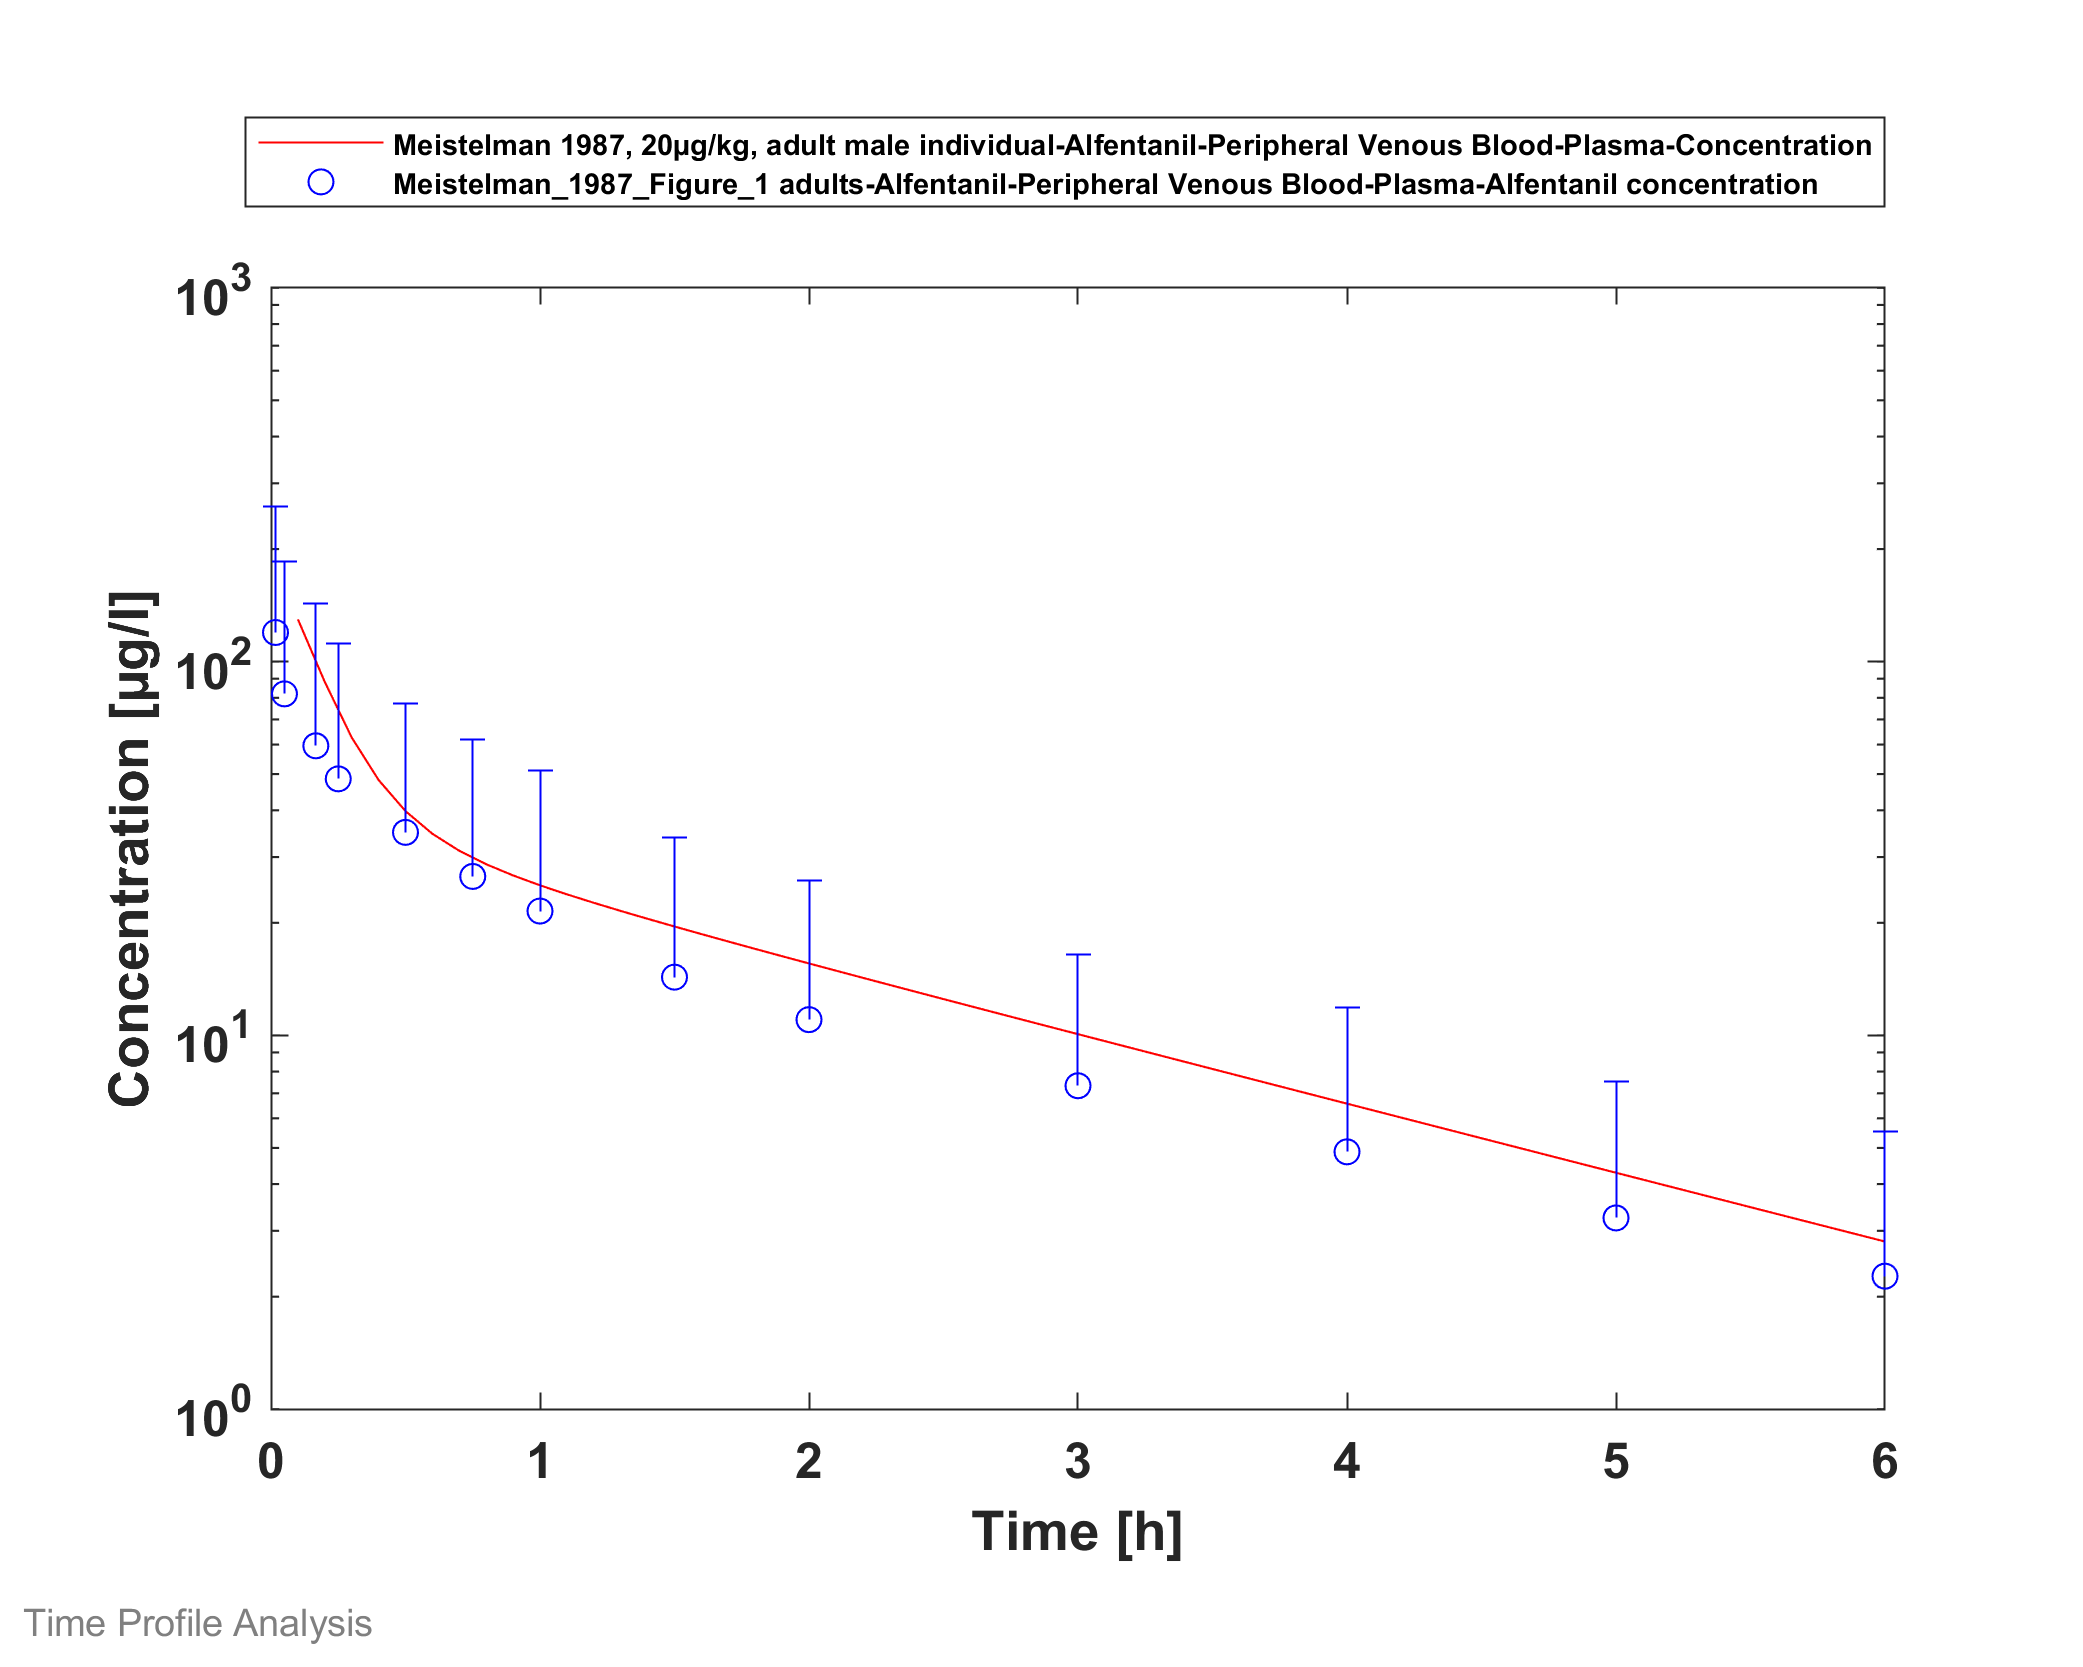 Meistelman 1987, 20µg/kg, adult male individual-Alfentanil-Peripheral Venous Blood-Plasma-Concentration
Meistelman_1987_Figure_1 adults-Alfentanil-Peripheral Venous Blood-Plasma-Alfentanil concentration
10³
10²
10¹
10⁰
Concentration [µg/l]
0 1 2 3 4 5 6
Time [h]
Time Profile Analysis